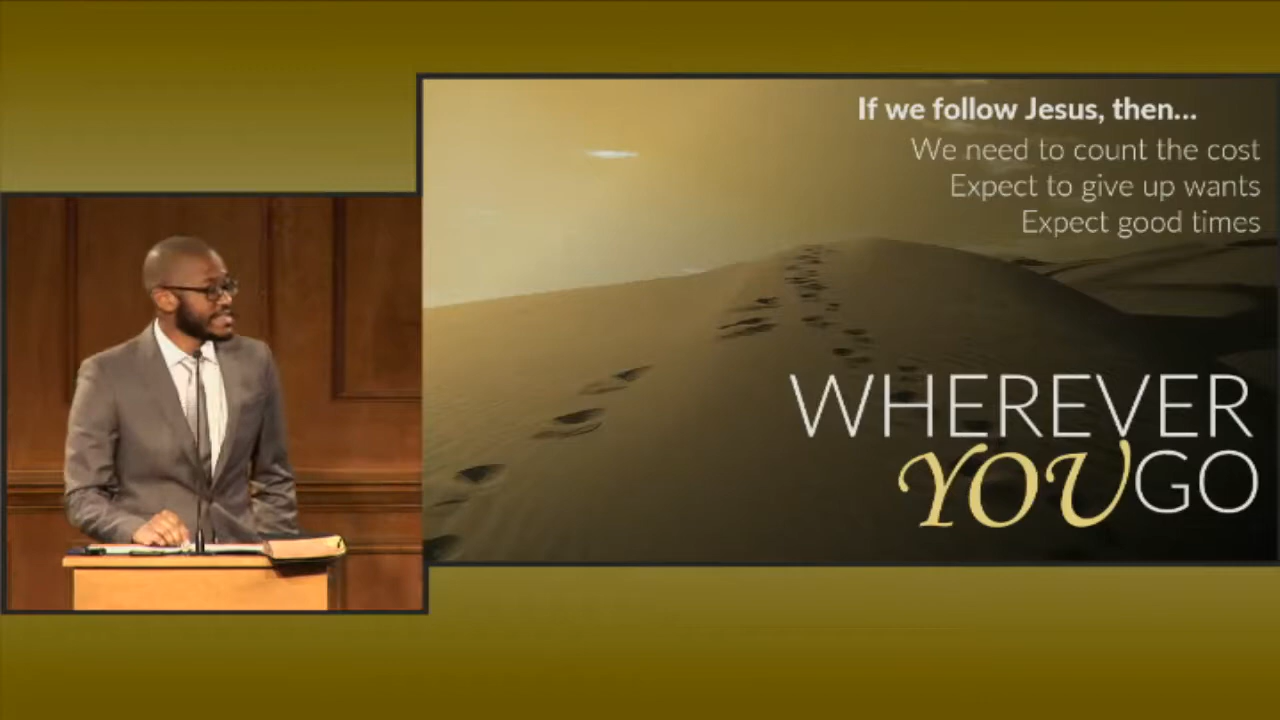 If we follow Jesus, then...
We need to count the cost
Expect to give up wants
Expect good times
WHEREVER
YOU GO